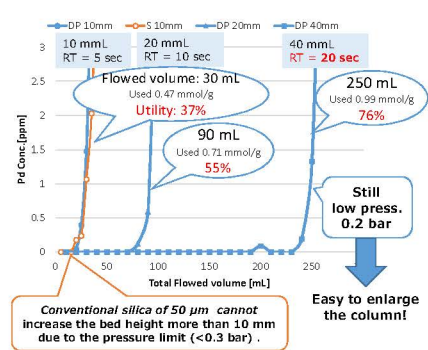 DP 10mm S 10mm DP 20mm DP 40mm
10 mmL
RT = 5 sec
20 mmL
RT = 10 sec
40 mmL
RT = 20 sec
Flowed volume: 30 mL
Used 0.47 mmol/g
Utility: 37%
90 mL
Used 0.71 mmol/g
55%
250 mL
Used 0.99 mmol/g
76%
Still
low press.
0.2 bar
Easy to enlarge
the column!
Pd Conc.[ppm]
3
2.5
2
1.5
1
0.5
0
0 50 100 150 200 250
Total Flowed volume [mL]
Conventional silica of 50 μm cannot
increase the bed height more than 10 mm
due to the pressure limit (<0.3 bar) .